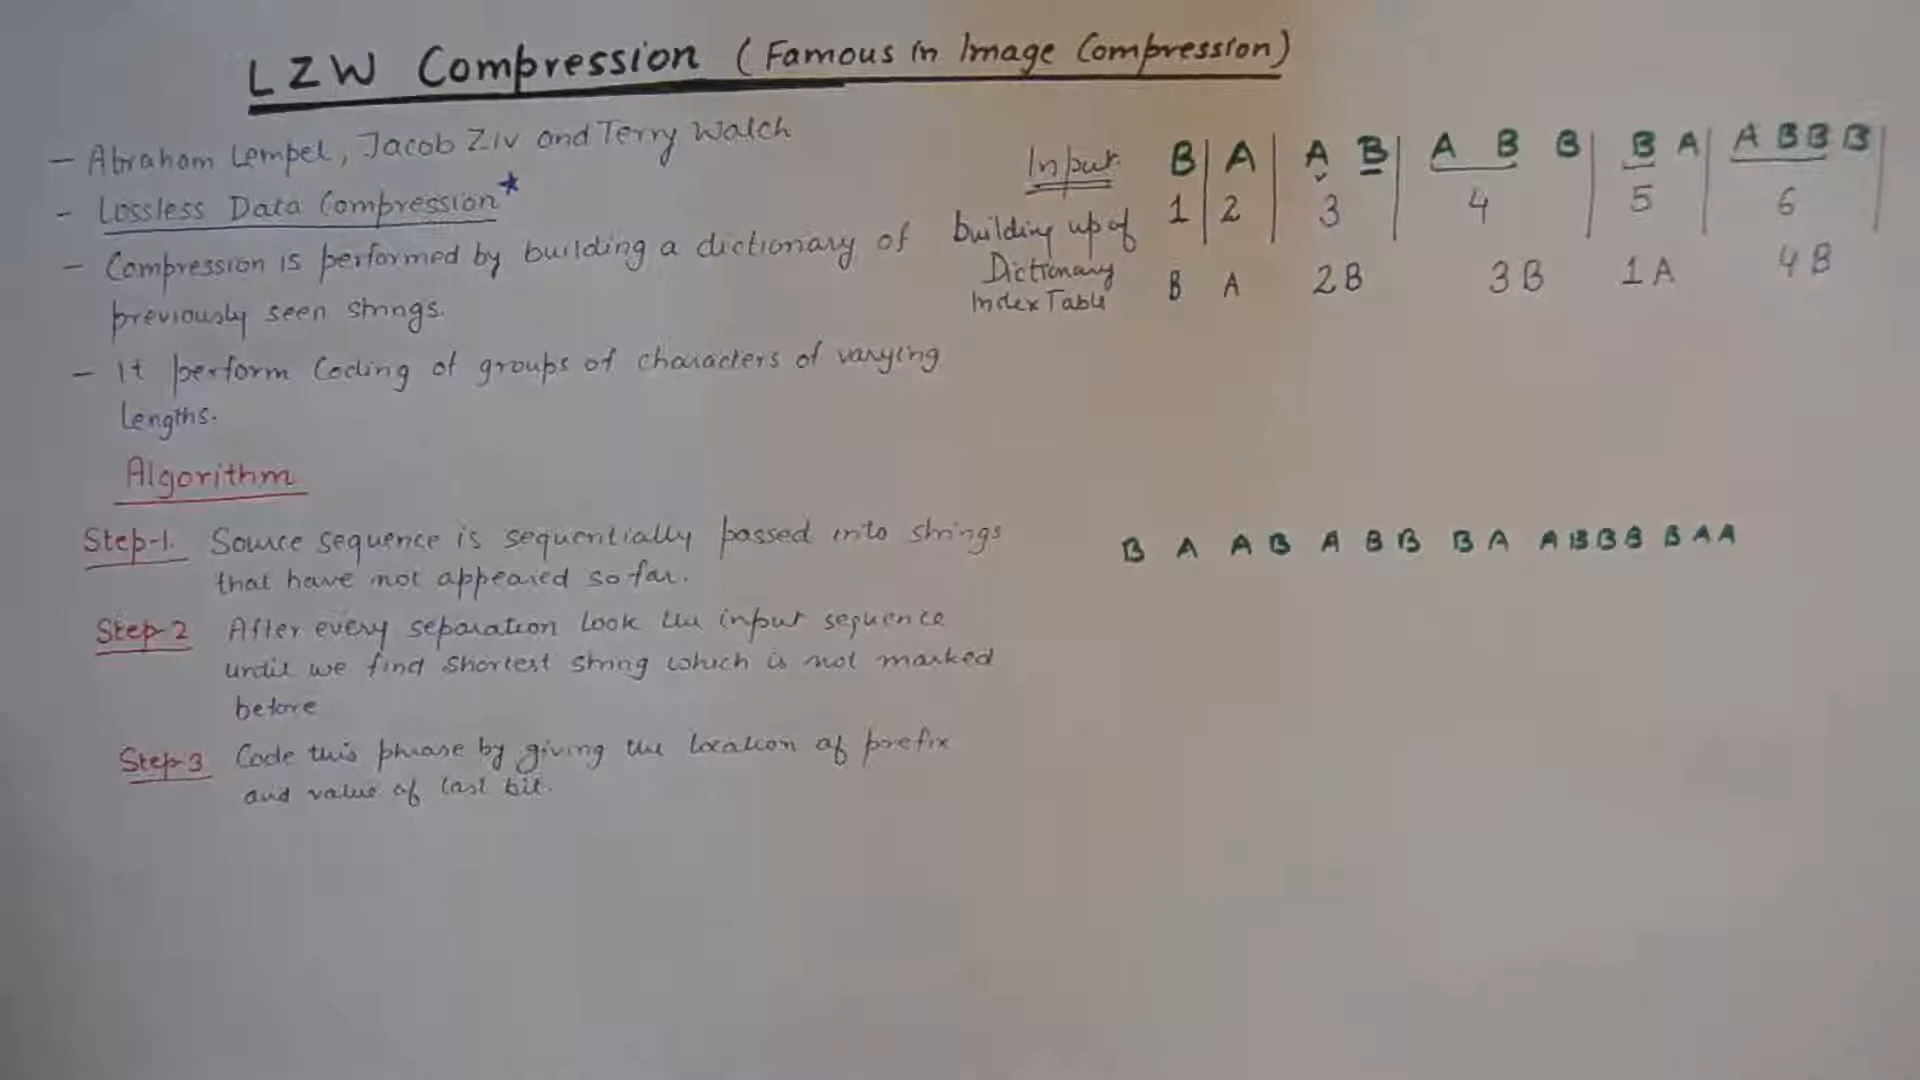 LZW Compression (Famous in Image Compression)
- Abraham Lempel, Jacob Ziv and Terry Walch
- Lossless Data Compression*
- Compression is performed by building a dictionary of
previously seen strings.
- It perform Coding of groups of characters of varying
Lengths.
Algorithm
Step-1. Source sequence is sequentially passed into strings
that have not appeared so far.
Step-2 After every separation look the input sequence
until we find shortest string which is not marked
before
Step-3 Code this phrase by giving the location of prefix
and value of last bit.
Input B | A | A B | A B B | B A | A B B B |
1 | 2 | 3 | 4 | 5 | 6
Building up of
Dictionary
Index Table
B A 2B 3B 1A 4B
B A A B A B B B A A B B B B A A